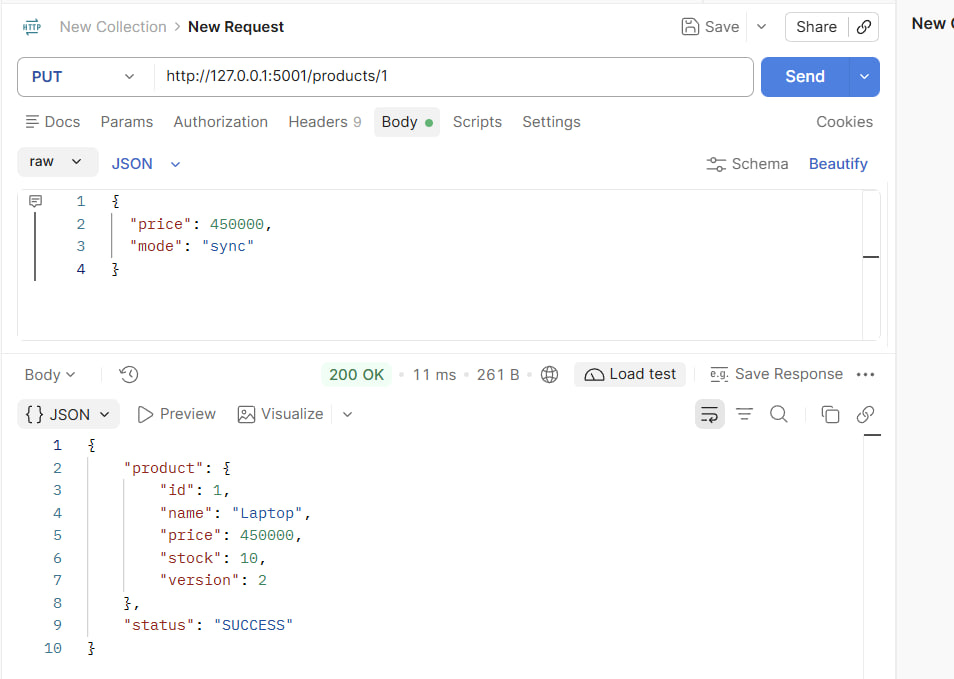 HTTP New Collection > New Request Save Share
New C
PUT http://127.0.0.1:5001/products/1 Send
Docs Params Authorization Headers 9 Body Scripts Settings Cookies
raw JSON Schema Beautify
1 {
2 "price": 450000,
3 "mode": "sync"
4 }
Body 200 OK • 11 ms • 261 B • Load test e.g. Save Response •••
{} JSON Preview Visualize
1 {
2 "product": {
3 "id": 1,
4 "name": "Laptop",
5 "price": 450000,
6 "stock": 10,
7 "version": 2
8 },
9 "status": "SUCCESS"
10 }